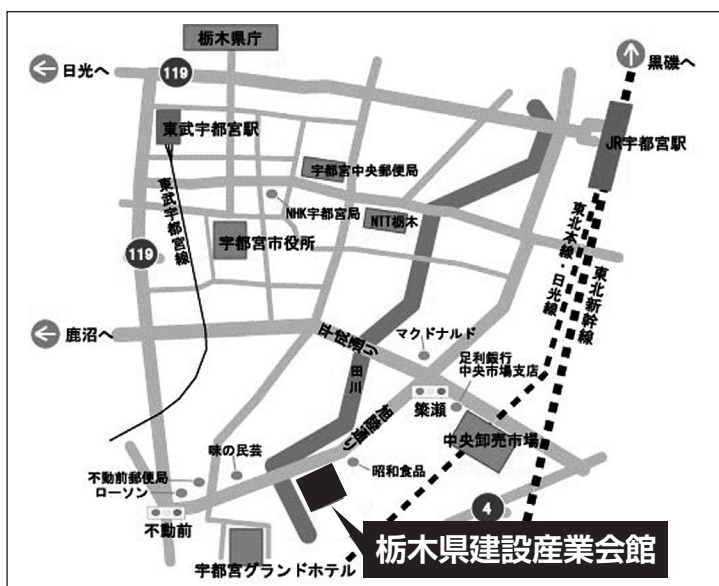 栃木県庁
日光へ
119
黒磯へ
東武宇都宮駅
JR宇都宮駅
宇都宮中央郵便局
東武宇都宮線
NHK宇都宮局
NTT栃木
宇都宮市役所
119
東北本線・日光線
東北新幹線
鹿沼へ
平成通り
マクドナルド
田川
足利銀行
中央市場支店
簗瀬
旭陵通り
中央卸売市場
味の民芸
昭和食品
不動前郵便局
ローソン
不動前
4
栃木県建設産業会館
宇都宮グランドホテル